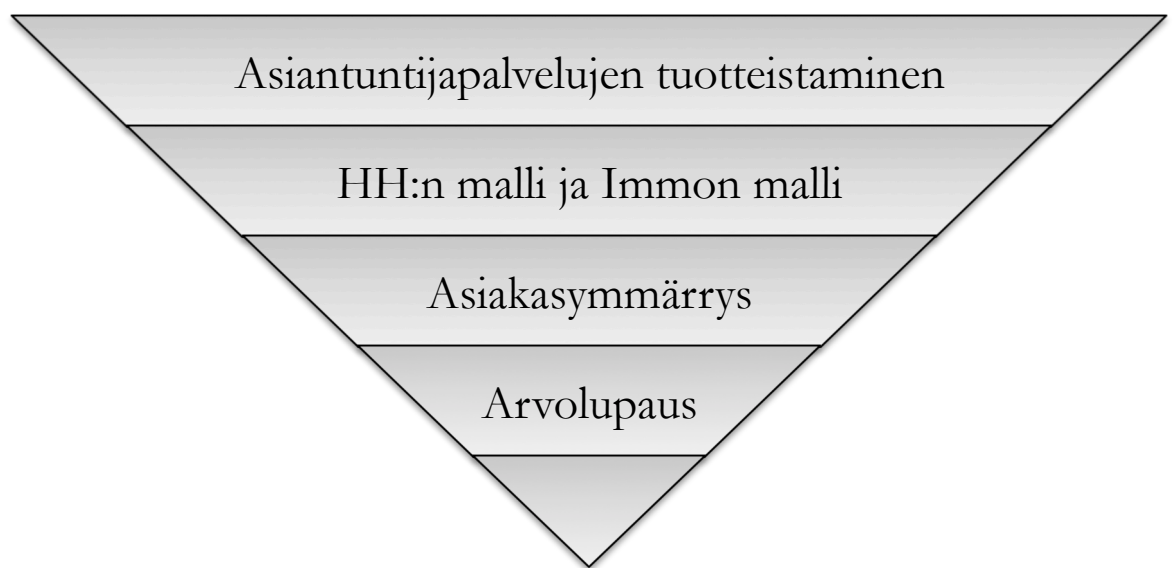 Asiantuntijapalvelujen tuotteistaminen
HH:n malli ja Immon malli
Asiakasymmärrys
Arvolupaus